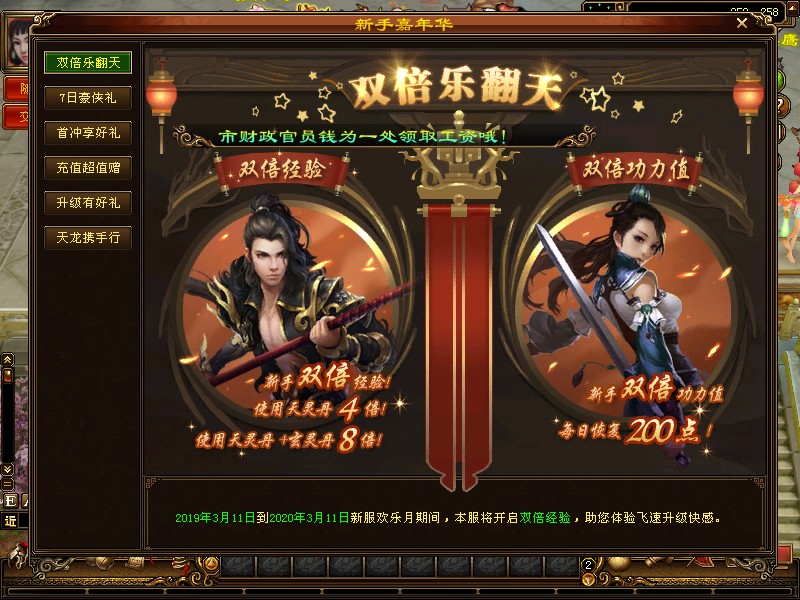 新手嘉年华
双倍乐翻天
7日豪侠礼
首冲享好礼
充值超值赠
升级有好礼
天龙携手行
双倍乐翻天
市财政官员钱为一处领取工资哦！
双倍经验
双倍功力值
新手双倍经验!
使用天灵丹4倍!
使用天灵丹+玄灵丹8倍!
新手双倍功力值
每日恢复200点!
2019年3月11日到2020年3月11日新服欢乐月期间，本服将开启双倍经验，助您体验飞速升级快感。
近
2